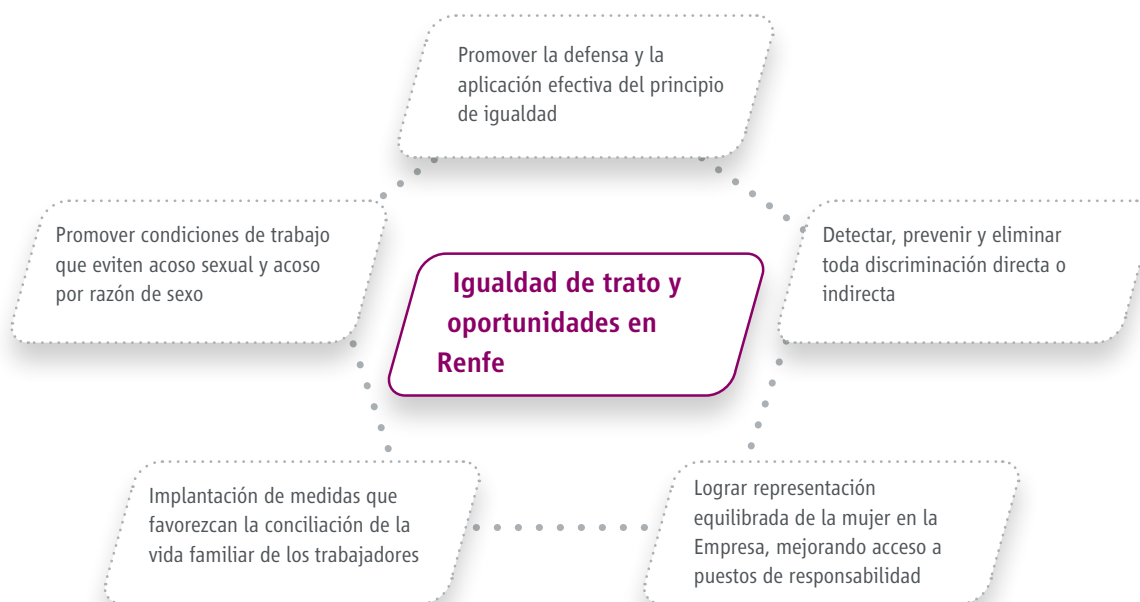 Promover la defensa y la
aplicación efectiva del principio
de igualdad
Promover condiciones de trabajo
que eviten acoso sexual y acoso
por razón de sexo
Igualdad de trato y
oportunidades en
Renfe
Detectar, prevenir y eliminar
toda discriminación directa o
indirecta
Implantación de medidas que
favorezcan la conciliación de la
vida familiar de los trabajadores
Lograr representación
equilibrada de la mujer en la
Empresa, mejorando acceso a
puestos de responsabilidad